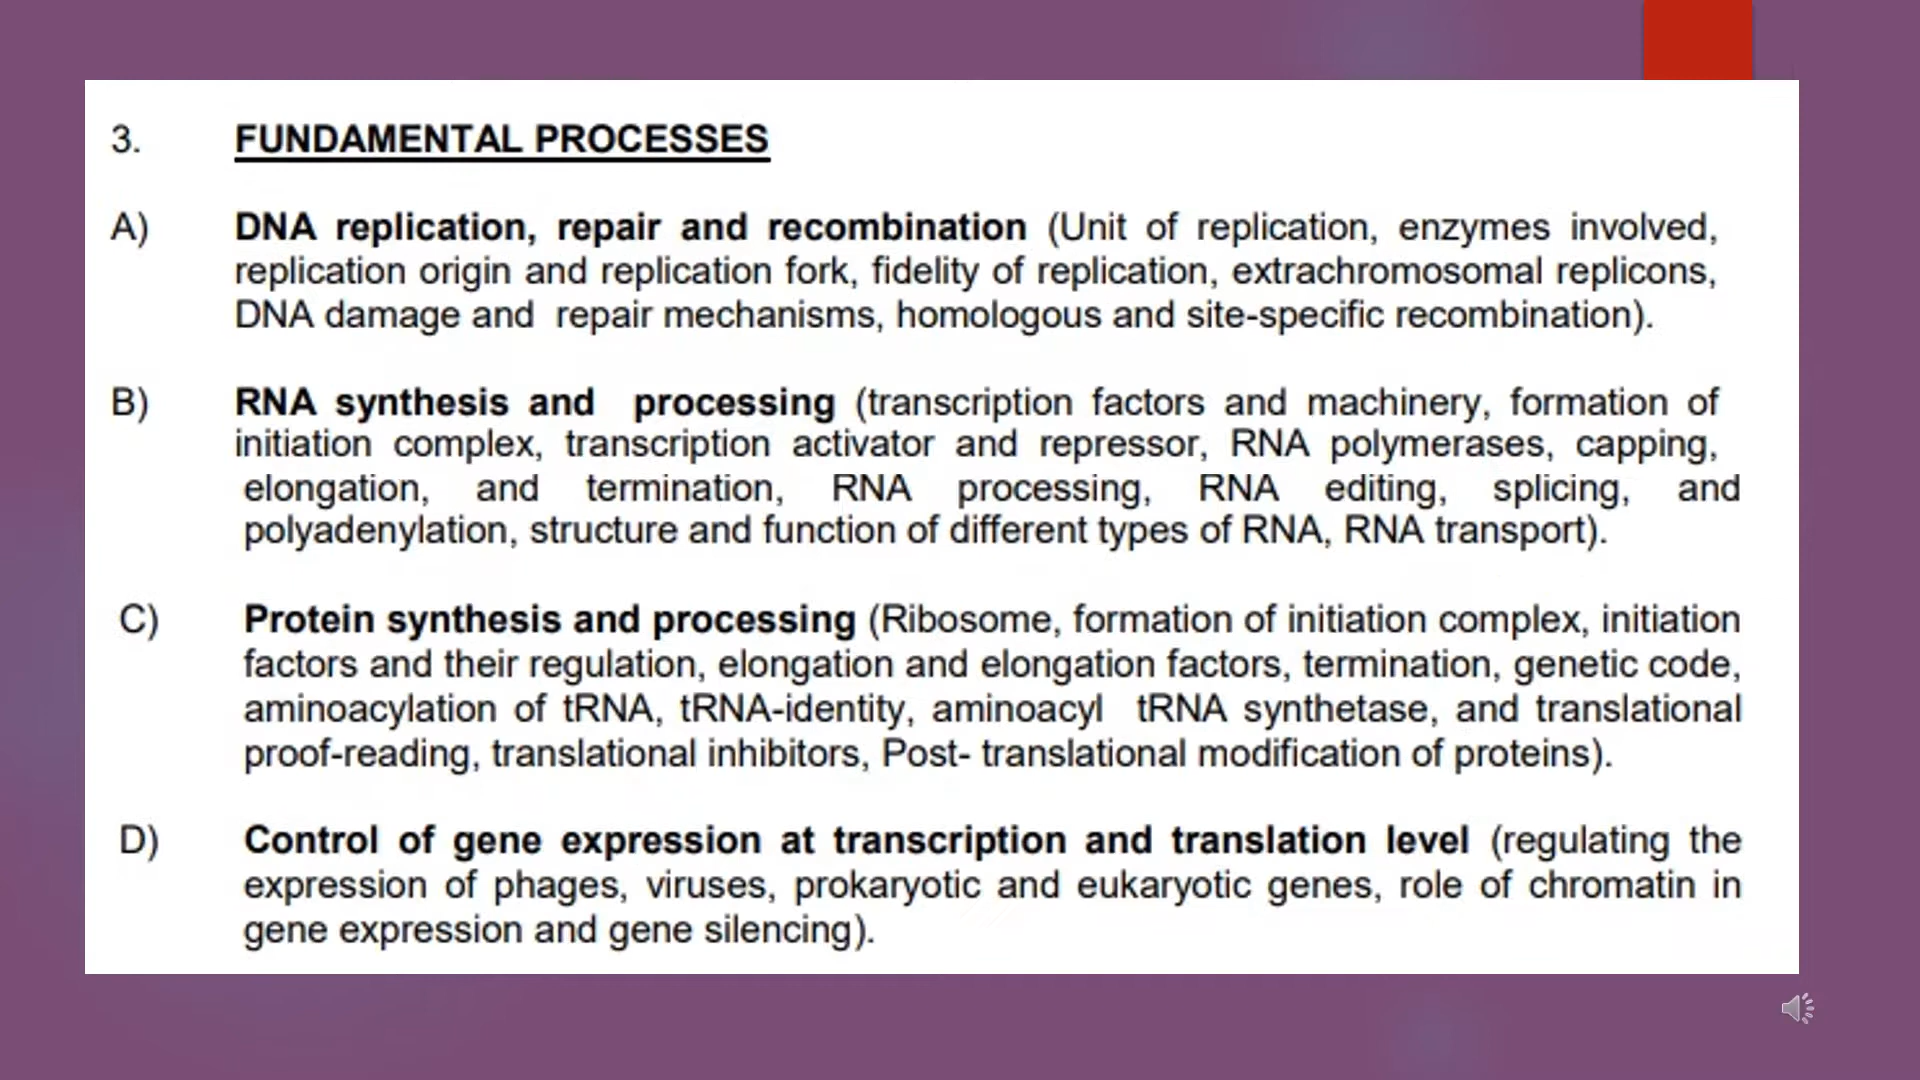 3. FUNDAMENTAL PROCESSES
A) DNA replication, repair and recombination (Unit of replication, enzymes involved,
replication origin and replication fork, fidelity of replication, extrachromosomal replicons,
DNA damage and repair mechanisms, homologous and site-specific recombination).
B) RNA synthesis and processing (transcription factors and machinery, formation of
initiation complex, transcription activator and repressor, RNA polymerases, capping,
elongation, and termination, RNA processing, RNA editing, splicing, and
polyadenylation, structure and function of different types of RNA, RNA transport).
C) Protein synthesis and processing (Ribosome, formation of initiation complex, initiation
factors and their regulation, elongation and elongation factors, termination, genetic code,
aminoacylation of tRNA, tRNA-identity, aminoacyl tRNA synthetase, and translational
proof-reading, translational inhibitors, Post- translational modification of proteins).
D) Control of gene expression at transcription and translation level (regulating the
expression of phages, viruses, prokaryotic and eukaryotic genes, role of chromatin in
gene expression and gene silencing).